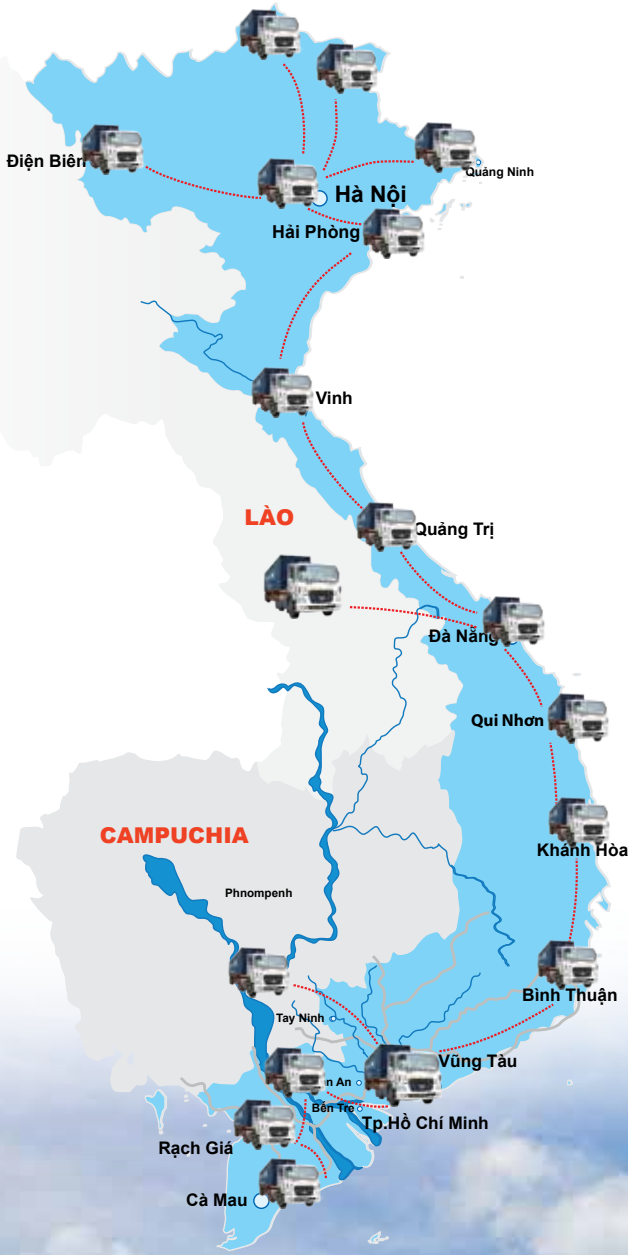 Điện Biên
Quảng Ninh
Hà Nội
Hải Phòng
Vinh
LÀO
Quảng Trị
Đà Nẵng
Qui Nhơn
CAMPUCHIA
Khánh Hòa
Phnompenh
Bình Thuận
Tay Ninh
Vũng Tàu
An
Bến Tre
Tp.Hồ Chí Minh
Rạch Giá
Cà Mau